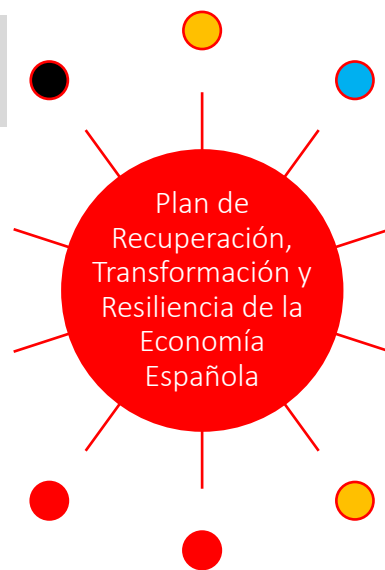 Plan de
Recuperación,
Transformación y
Resiliencia de la
Economía
Española